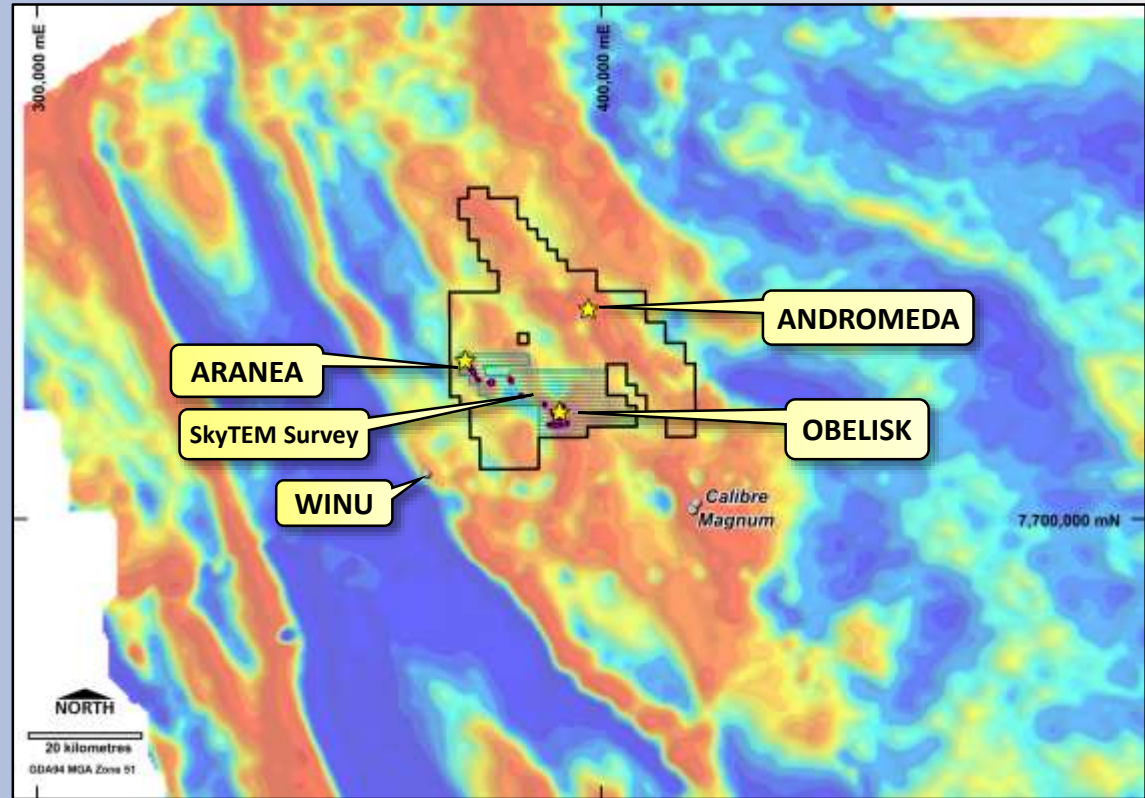 300,000 mE
400,000 mE
ANDROMEDA
ARANEA
SkyTEM Survey
OBELISK
WINU
Calibre
Magnum
7,700,000 mN
NORTH
20 kilometres
GDA94 MGA Zone 51